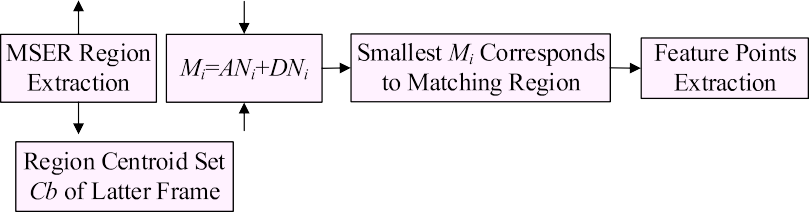 MSER Region
Extraction
Mi=ANi+DNi
Smallest Mi Corresponds
to Matching Region
Feature Points
Extraction
Region Centroid Set
Cb of Latter Frame